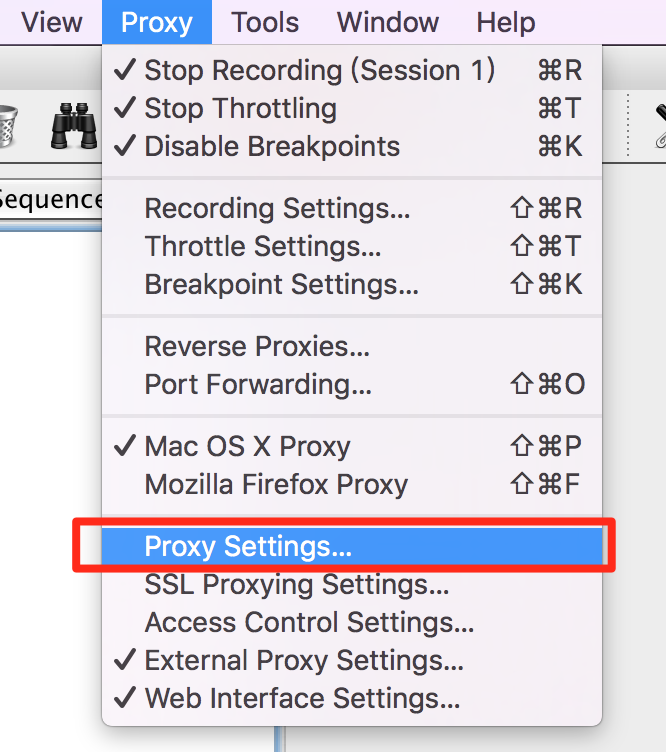 View Proxy Tools Window Help
✓ Stop Recording (Session 1) ⌘R
✓ Stop Throttling ⌘T
✓ Disable Breakpoints ⌘K
Sequence
Recording Settings... ⇧⌘R
Throttle Settings... ⇧⌘T
Breakpoint Settings... ⇧⌘K
Reverse Proxies...
Port Forwarding... ⇧⌘O
✓ Mac OS X Proxy ⇧⌘P
Mozilla Firefox Proxy ⇧⌘F
Proxy Settings...
SSL Proxying Settings...
Access Control Settings...
✓ External Proxy Settings...
✓ Web Interface Settings...